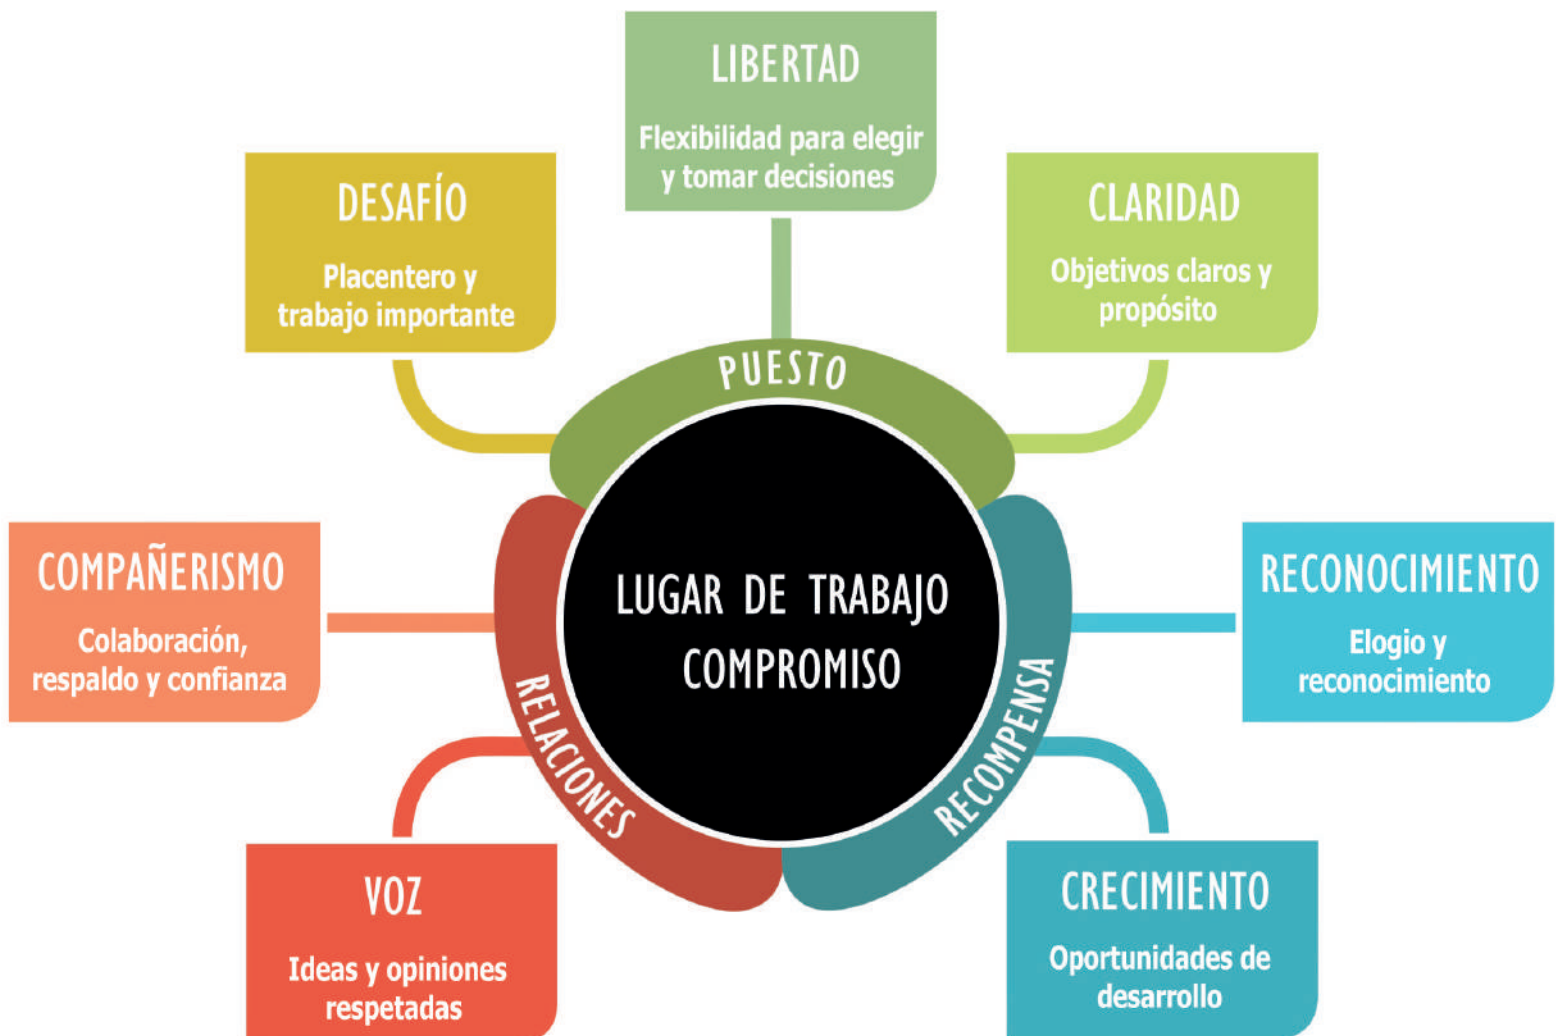 LIBERTAD
Flexibilidad para elegir
y tomar decisiones
DESAFÍO
Placentero y
trabajo importante
CLARIDAD
Objetivos claros y
propósito
PUESTO
COMPAÑERISMO
Colaboración,
respaldo y confianza
LUGAR DE TRABAJO
COMPROMISO
RECONOCIMIENTO
Elogio y
reconocimiento
RELACIONES
RECOMPENSA
VOZ
Ideas y opiniones
respetadas
CRECIMIENTO
Oportunidades de
desarrollo